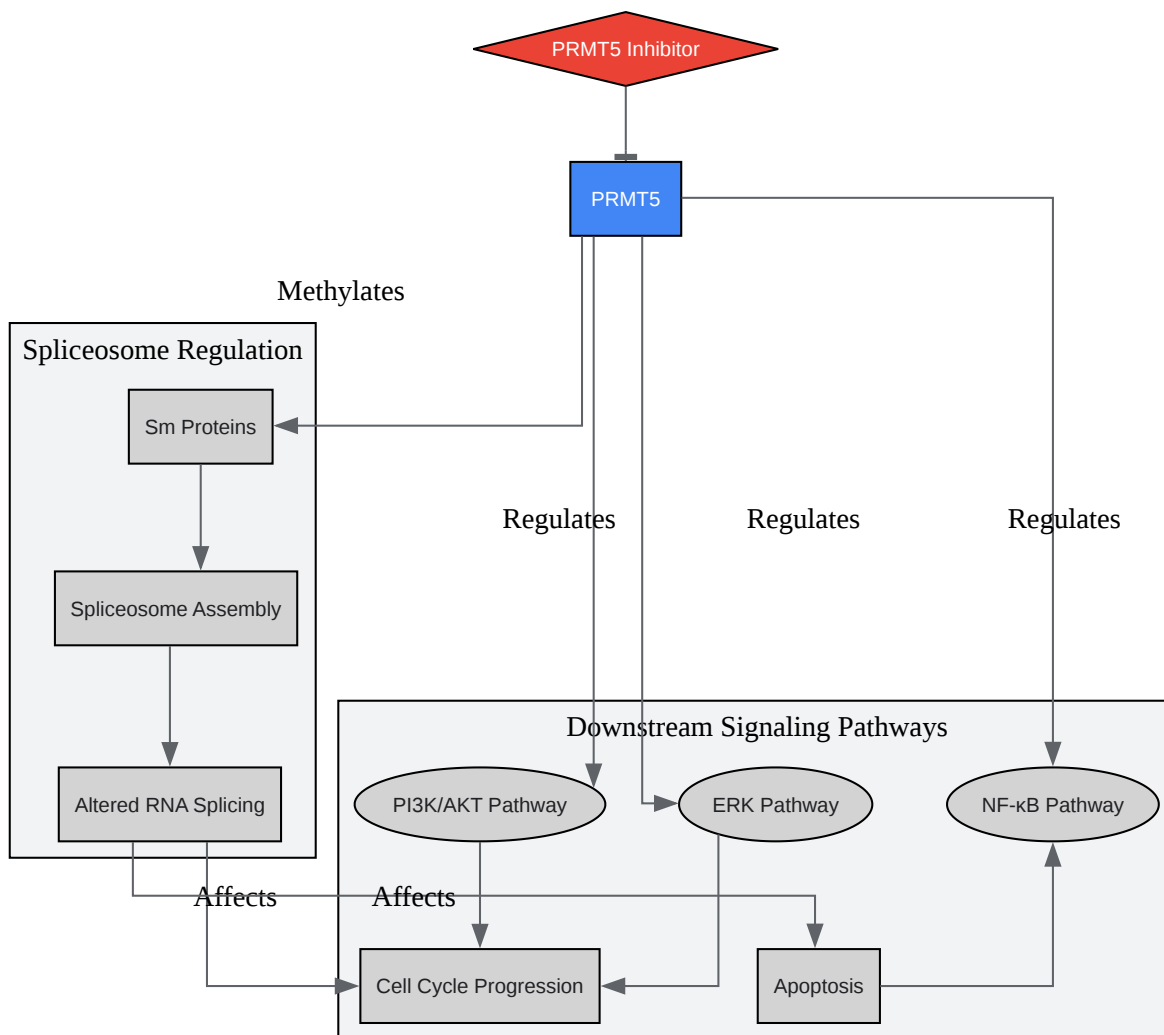 PRMT5 Inhibitor
PRMT5
Methylates
Spliceosome Regulation
Sm Proteins
Regulates
Regulates
Regulates
Spliceosome Assembly
Downstream Signaling Pathways
Altered RNA Splicing
PI3K/AKT Pathway
ERK Pathway
NF-κB Pathway
Affects
Affects
Cell Cycle Progression
Apoptosis